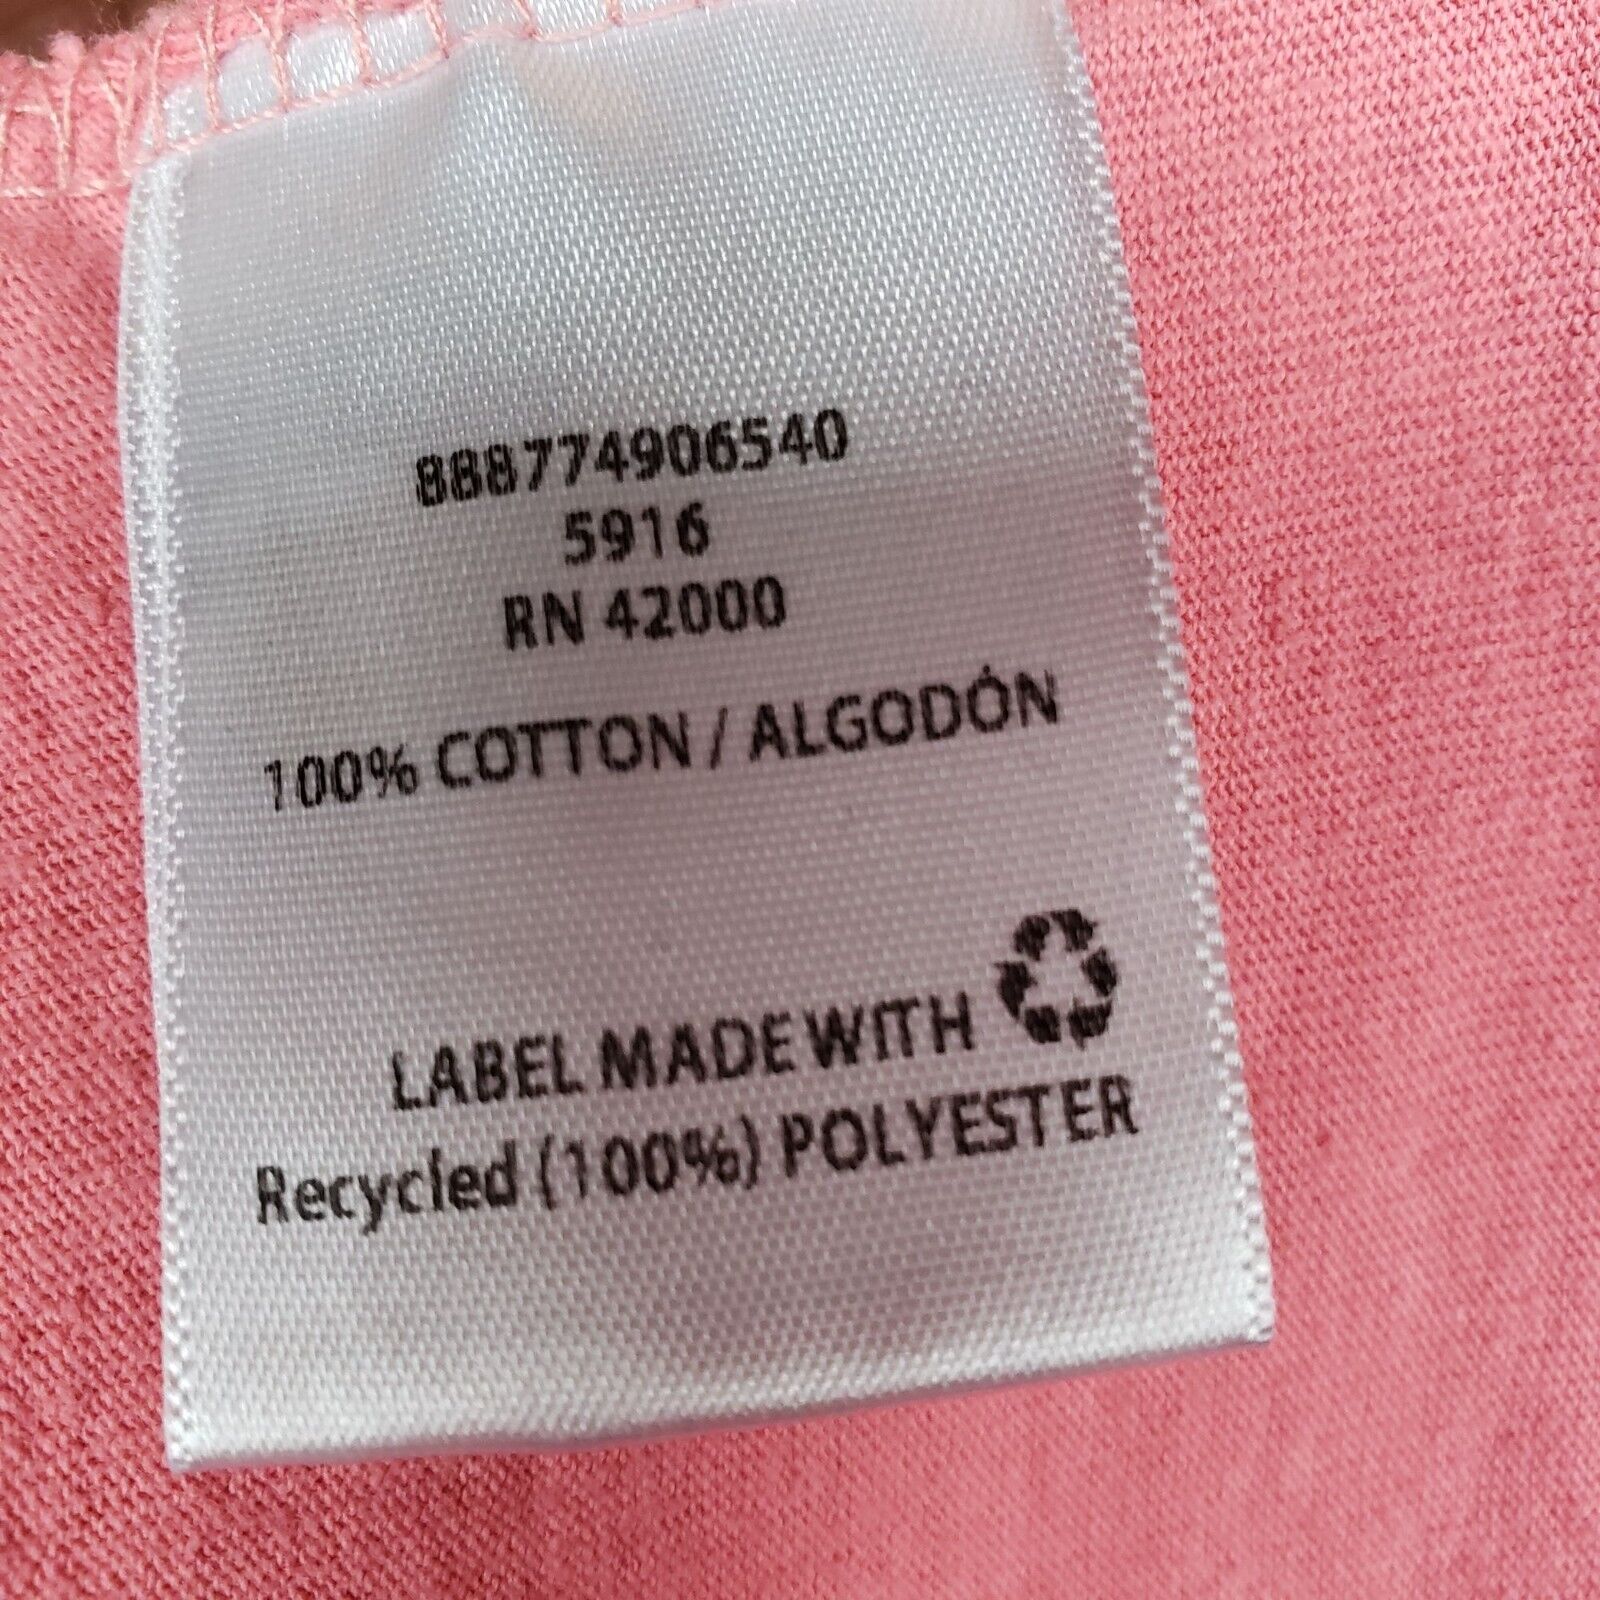 888774906540
5916
RN 42000
100% COTTON / ALGODÓN
LABEL MADE WITH
Recycled (100%) POLYESTER